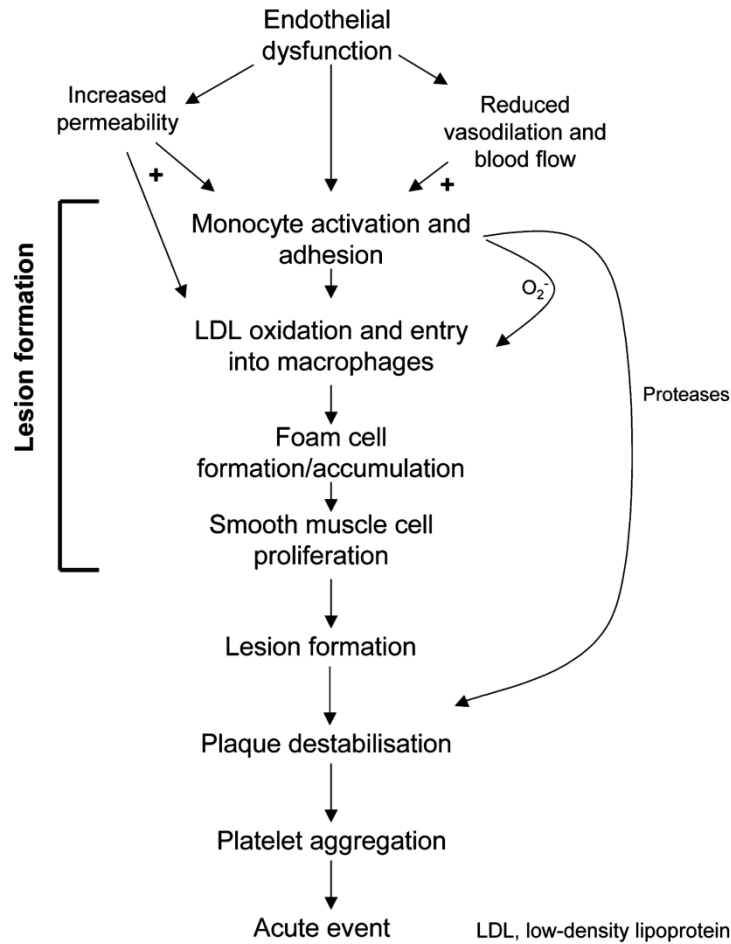 Endothelial
dysfunction
Increased
permeability
Reduced
vasodilation and
blood flow
+
+
Monocyte activation and
adhesion
O₂⁻
LDL oxidation and entry
into macrophages
Proteases
Foam cell
formation/accumulation
Smooth muscle cell
proliferation
Lesion formation
Lesion formation
Plaque destabilisation
Platelet aggregation
Acute event
LDL, low-density lipoprotein